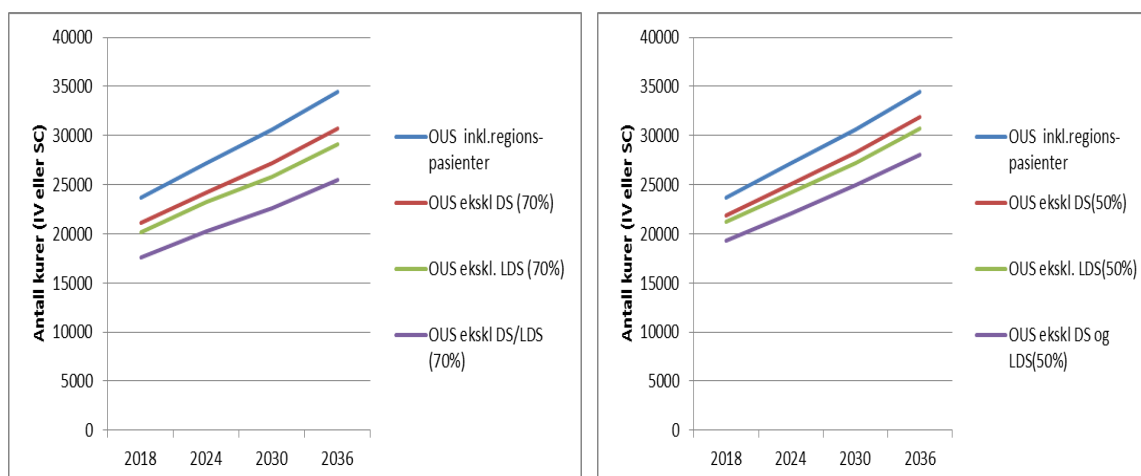 Antall kurer (IV eller SC)
40000
35000
30000
25000
20000
15000
10000
5000
0
2018 2024 2030 2036
OUS inkl.regions-
pasienter
OUS ekskl DS (70%)
OUS ekskl. LDS (70%)
OUS ekskl DS/LDS
(70%)
Antall kurer (IV eller SC)
40000
35000
30000
25000
20000
15000
10000
5000
0
2018 2024 2030 2036
OUS inkl.regions-
pasienter
OUS ekskl DS(50%)
OUS ekskl. LDS(50%)
OUS ekskl DS og
LDS(50%)